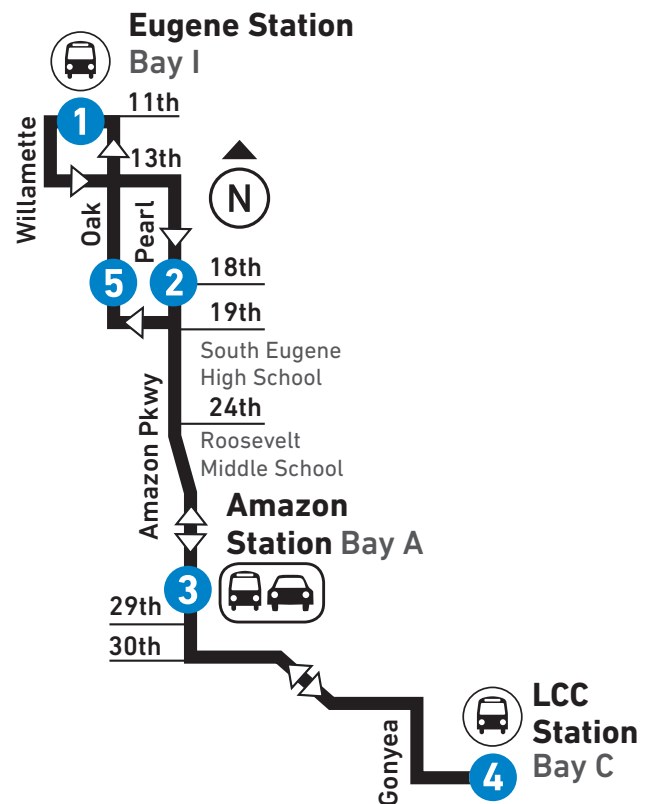 Eugene Station
Bay I
1
11th
Willamette
13th
Oak
Pearl
N
5
2
18th
19th
South Eugene
High School
Amazon Pkwy
24th
Roosevelt
Middle School
Amazon
Station Bay A
3
29th
30th
Gonyea
LCC
Station
Bay C
4